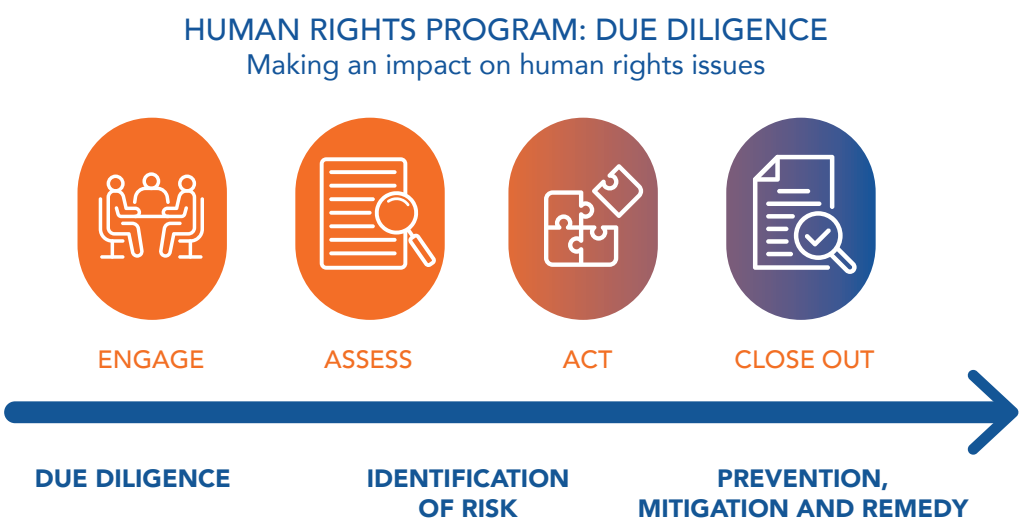 HUMAN RIGHTS PROGRAM: DUE DILIGENCE
Making an impact on human rights issues
ENGAGE
ASSESS
ACT
CLOSE OUT
DUE DILIGENCE
IDENTIFICATION
OF RISK
PREVENTION,
MITIGATION AND REMEDY